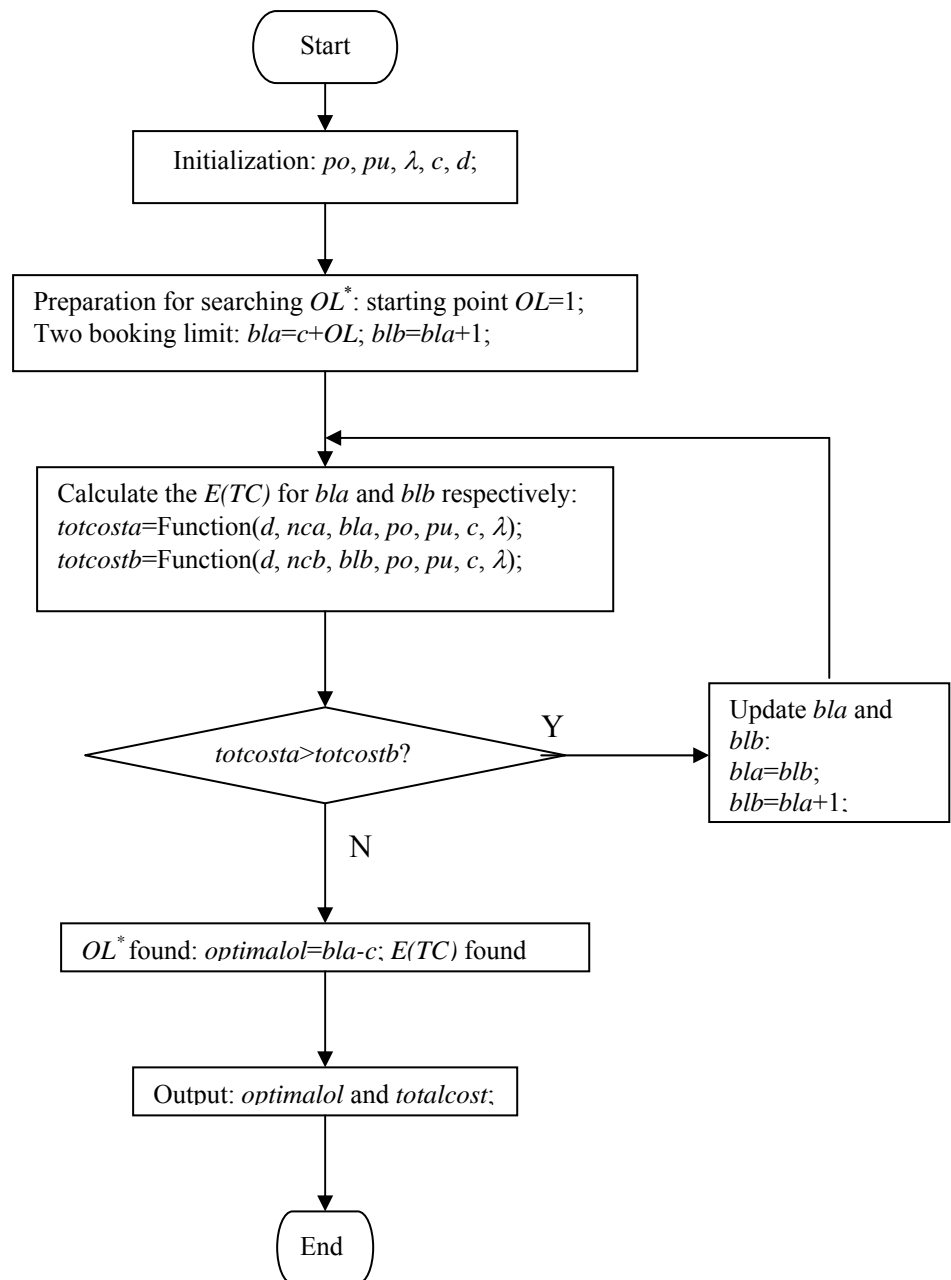 Start
Initialization: po, pu, λ, c, d;
Preparation for searching OL*: starting point OL=1;
Two booking limit: bla=c+OL; blb=bla+1;
Calculate the E(TC) for bla and blb respectively:
totcosta=Function(d, nca, bla, po, pu, c, λ);
totcostb=Function(d, ncb, blb, po, pu, c, λ);
totcosta>totcostb?
Y
Update bla and
blb:
bla=blb;
blb=bla+1;
N
OL* found: optimalol=bla-c; E(TC) found
Output: optimalol and totalcost;
End